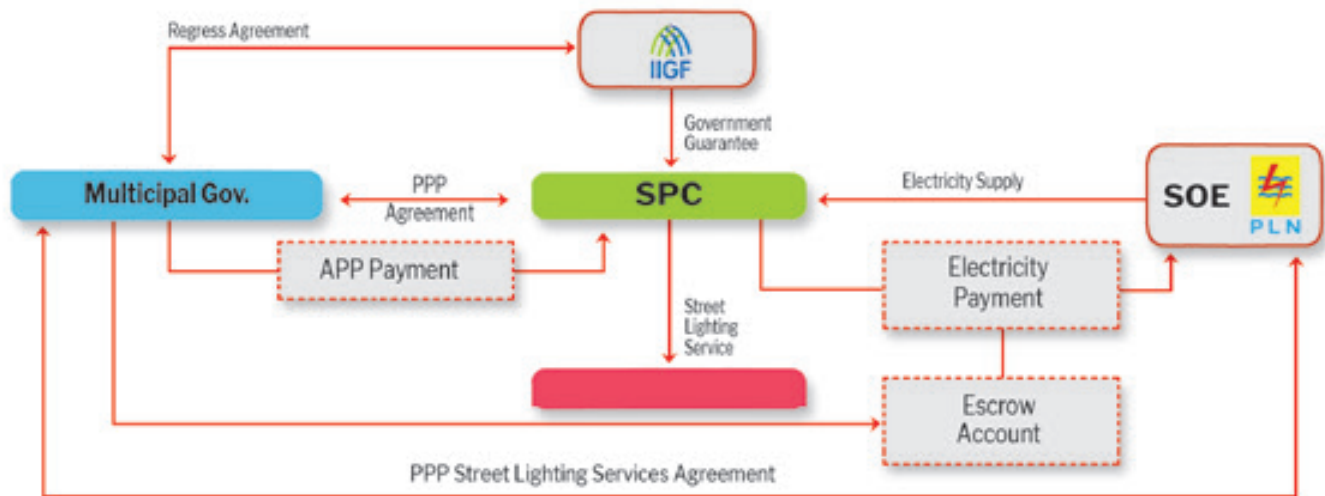 Regress Agreement
IIGF
Government
Guarantee
Multicipal Gov.
PPP
Agreement
SPC
Electricity Supply
SOE
PLN
APP Payment
Electricity
Payment
Street
Lighting
Service
Escrow
Account
PPP Street Lighting Services Agreement